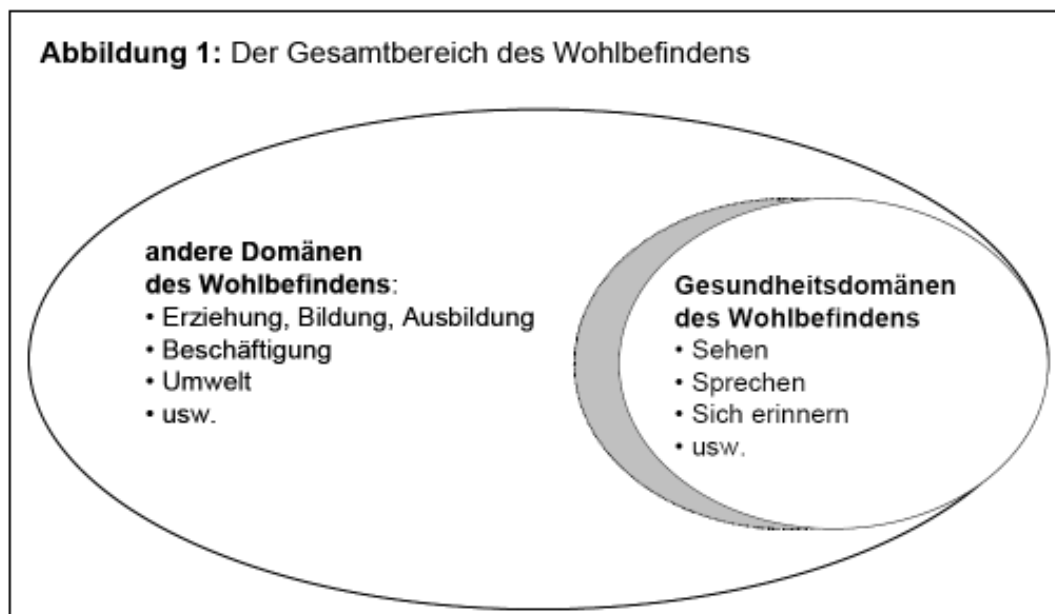 Abbildung 1: Der Gesamtbereich des Wohlbefindens
andere Domänen
des Wohlbefindens:
• Erziehung, Bildung, Ausbildung
• Beschäftigung
• Umwelt
• usw.
Gesundheitsdomänen
des Wohlbefindens
• Sehen
• Sprechen
• Sich erinnern
• usw.